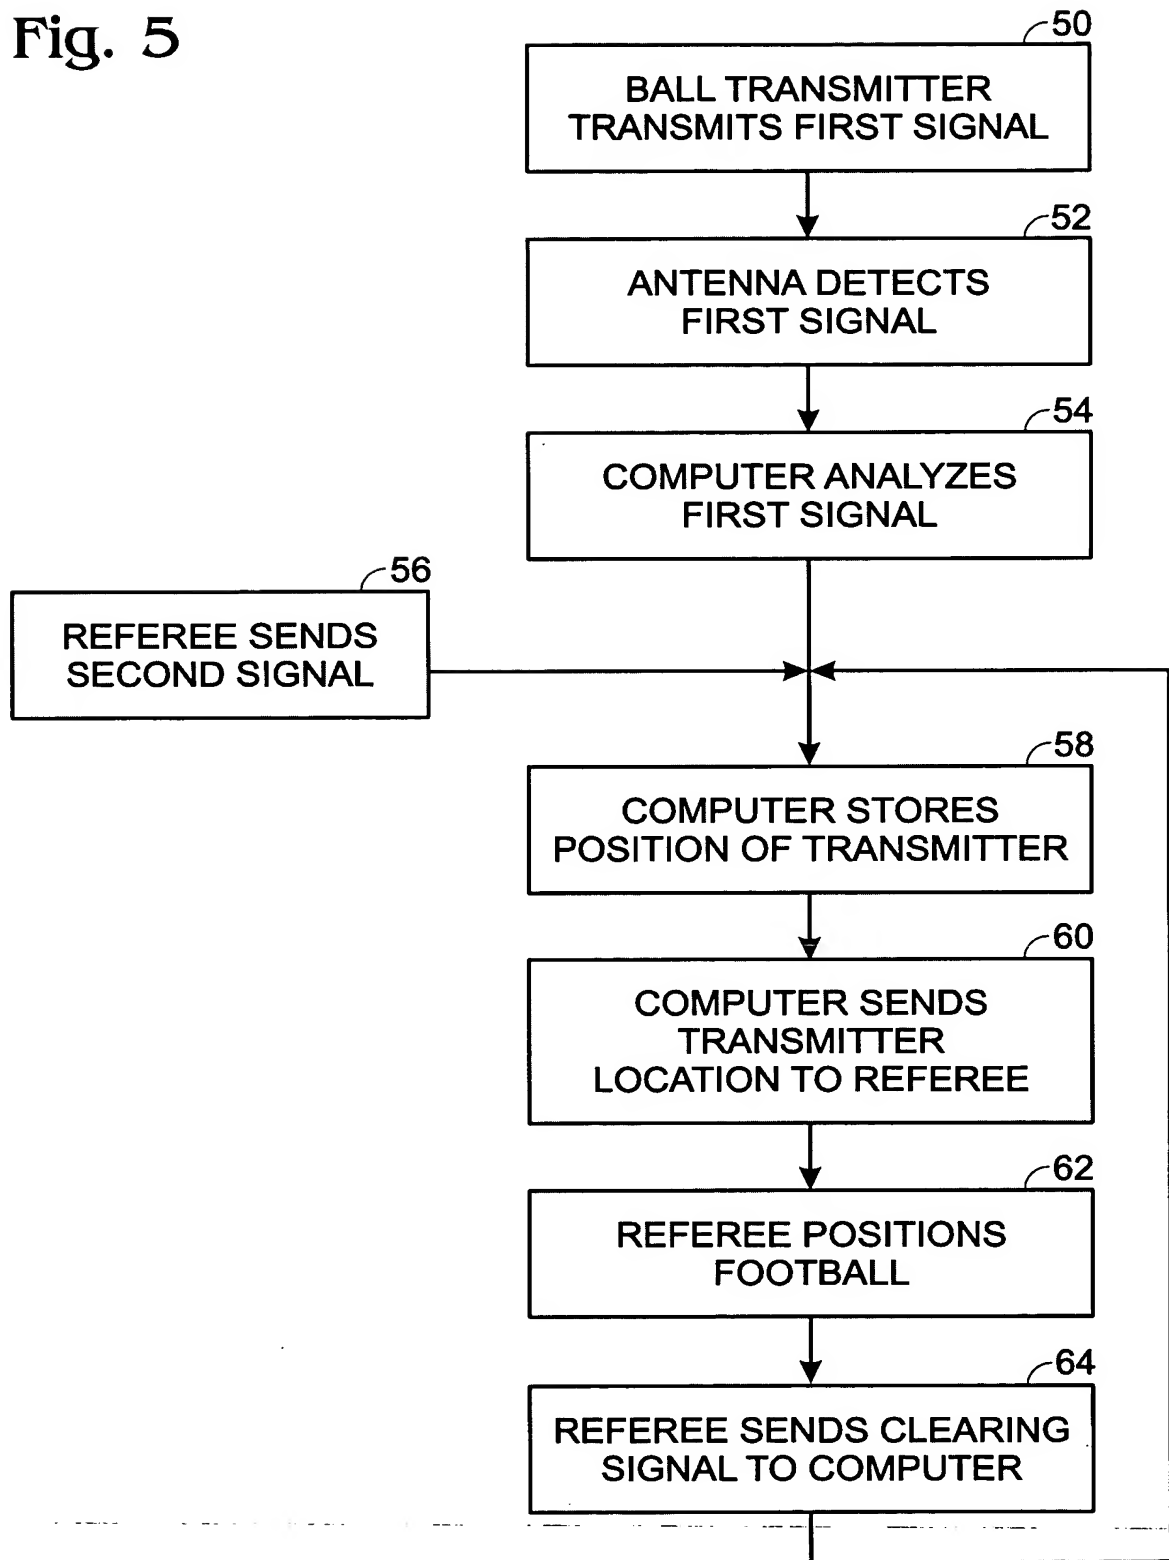 Fig. 5
50
BALL TRANSMITTER
TRANSMITS FIRST SIGNAL
52
ANTENNA DETECTS
FIRST SIGNAL
54
COMPUTER ANALYZES
FIRST SIGNAL
56
REFEREE SENDS
SECOND SIGNAL
58
COMPUTER STORES
POSITION OF TRANSMITTER
60
COMPUTER SENDS
TRANSMITTER
LOCATION TO REFEREE
62
REFEREE POSITIONS
FOOTBALL
64
REFEREE SENDS CLEARING
SIGNAL TO COMPUTER